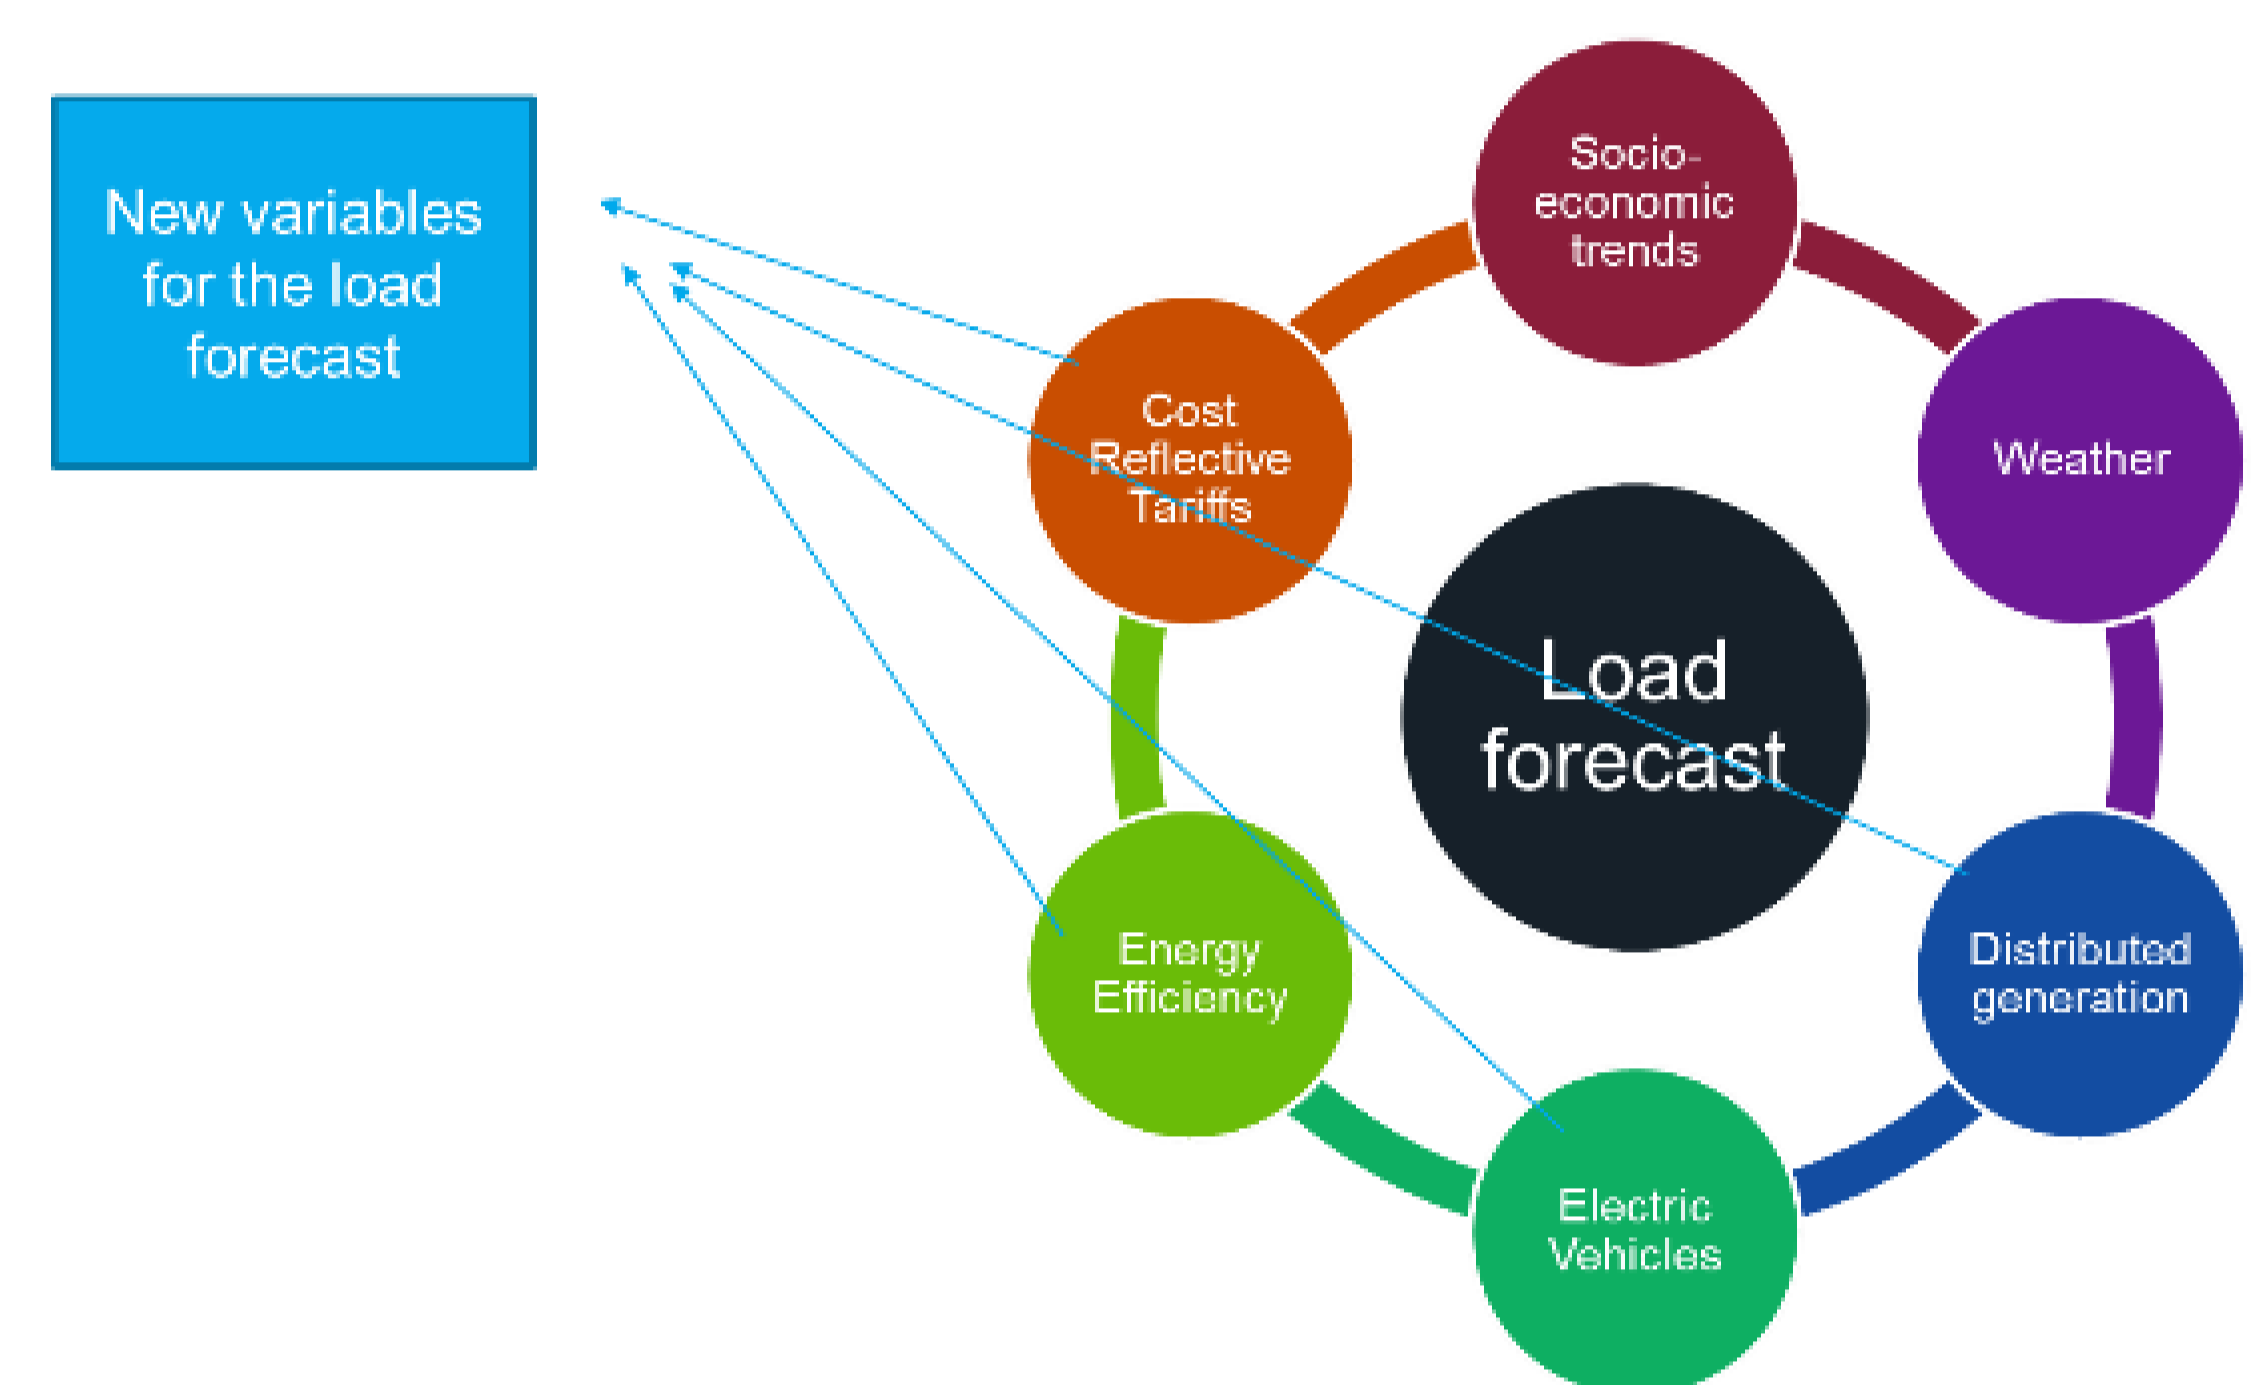 New variables
for the load
forecast
Socio-
economic
trends
Weather
Distributed
generation
Electric
Vehicles
Energy
Efficiency
Cost
Reflective
Tariffs
Load
forecast